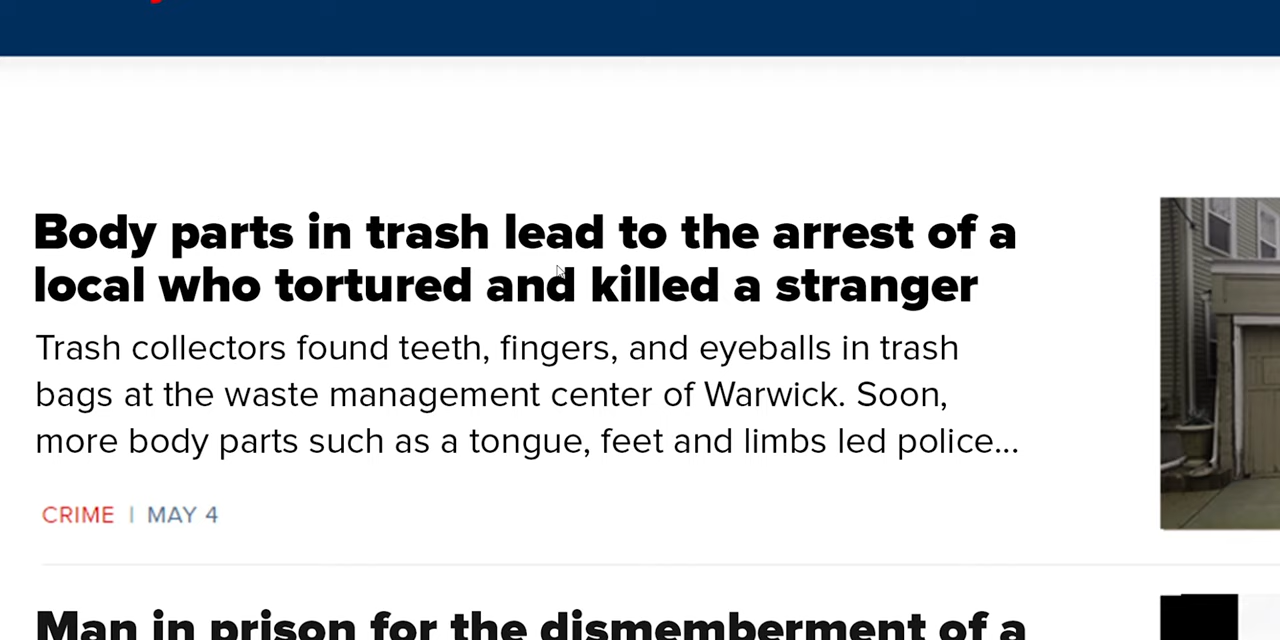 Body parts in trash lead to the arrest of a
local who tortured and killed a stranger
Trash collectors found teeth, fingers, and eyeballs in trash
bags at the waste management center of Warwick. Soon,
more body parts such as a tongue, feet and limbs led police...
CRIME | MAY 4
Man in prison for the dismemberment of a